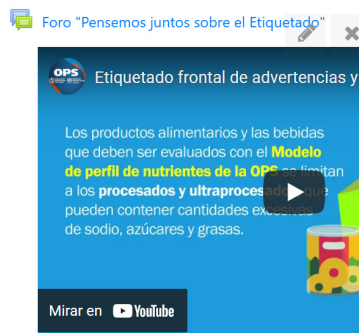 Foro "Pensemos juntos sobre el Etiquetado"
OPS
Etiquetado frontal de advertencias y
Los productos alimentarios y las bebidas
que deben ser evaluados con el Modelo
de perfil de nutrientes de la OPS se limitan
a los procesados y ultraprocesados que
pueden contener cantidades excesivas
de sodio, azúcares y grasas.
Mirar en YouTube